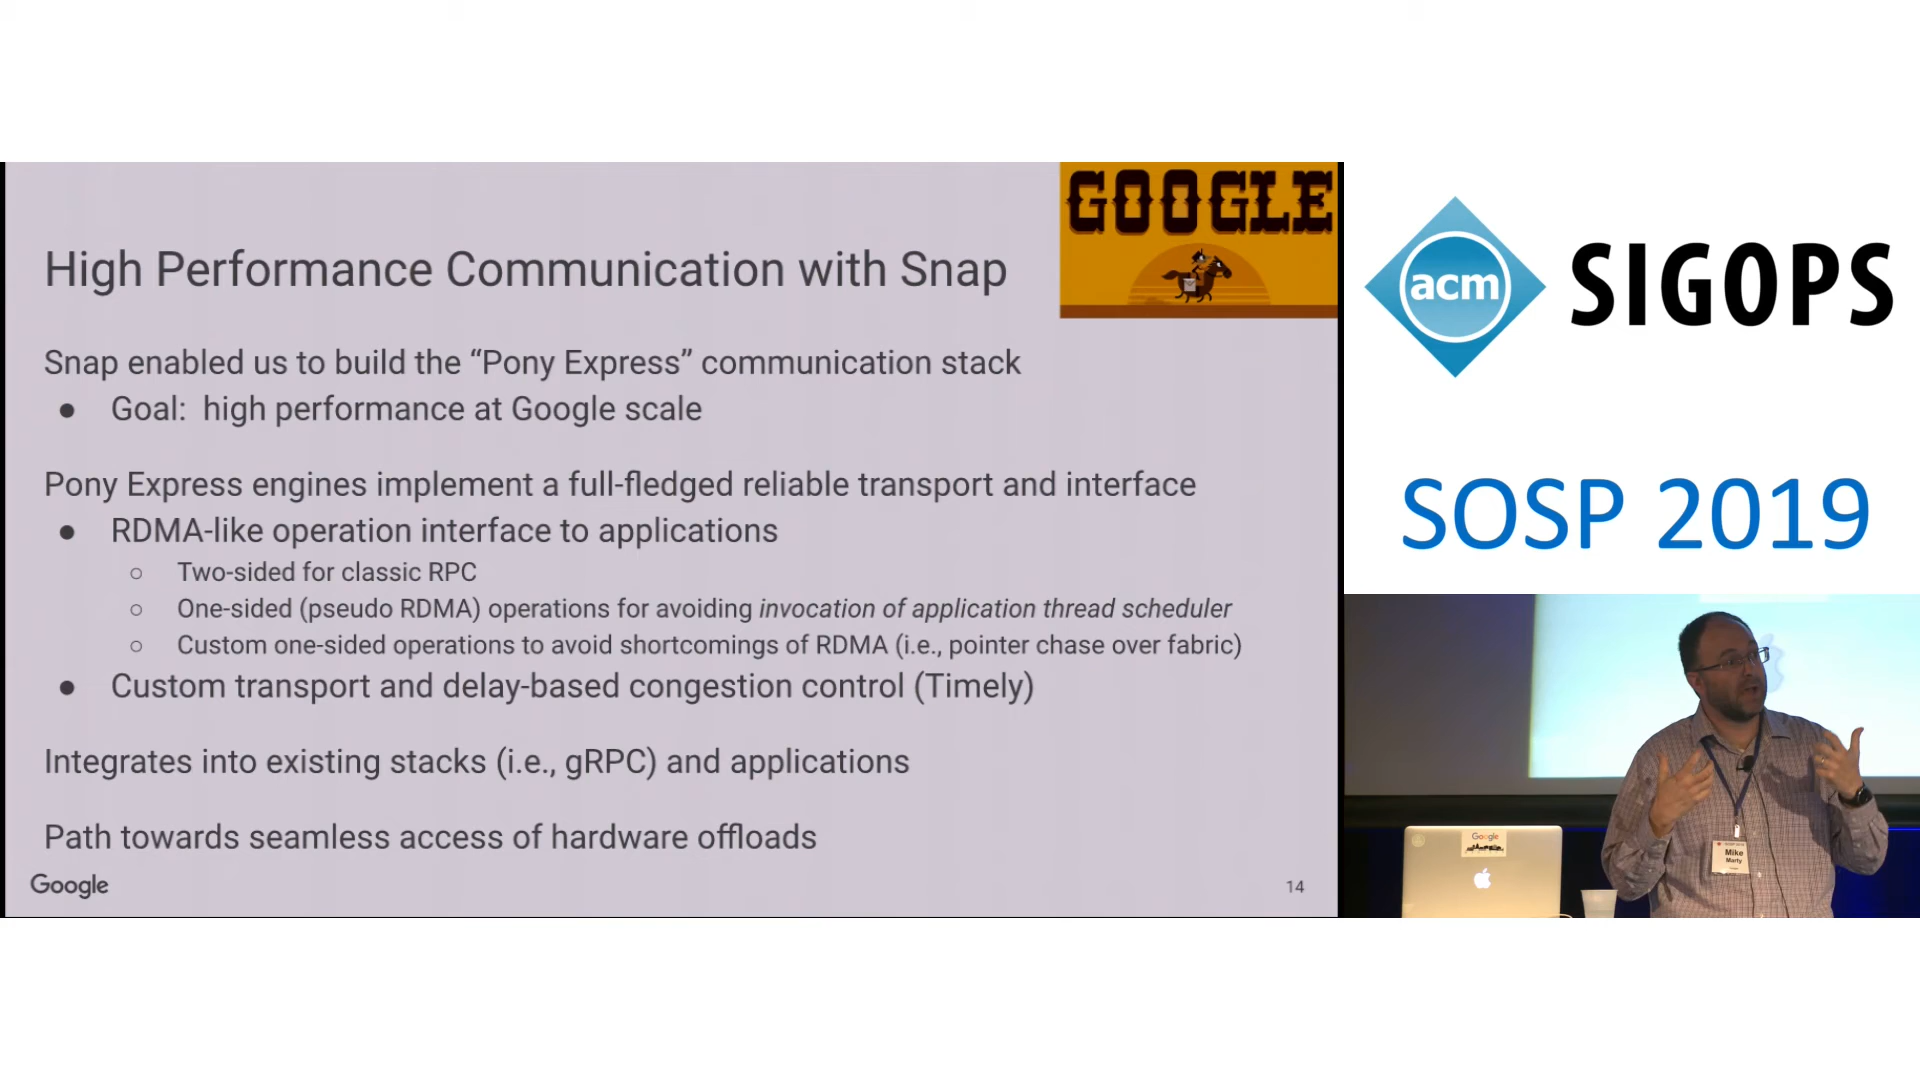 GOOGLE
High Performance Communication with Snap
Snap enabled us to build the “Pony Express” communication stack
● Goal: high performance at Google scale
Pony Express engines implement a full-fledged reliable transport and interface
● RDMA-like operation interface to applications
○ Two-sided for classic RPC
○ One-sided (pseudo RDMA) operations for avoiding invocation of application thread scheduler
○ Custom one-sided operations to avoid shortcomings of RDMA (i.e., pointer chase over fabric)
● Custom transport and delay-based congestion control (Timely)
Integrates into existing stacks (i.e., gRPC) and applications
Path towards seamless access of hardware offloads
Google
14
acm
SIGOPS
SOSP 2019
Google
Mike
Marty